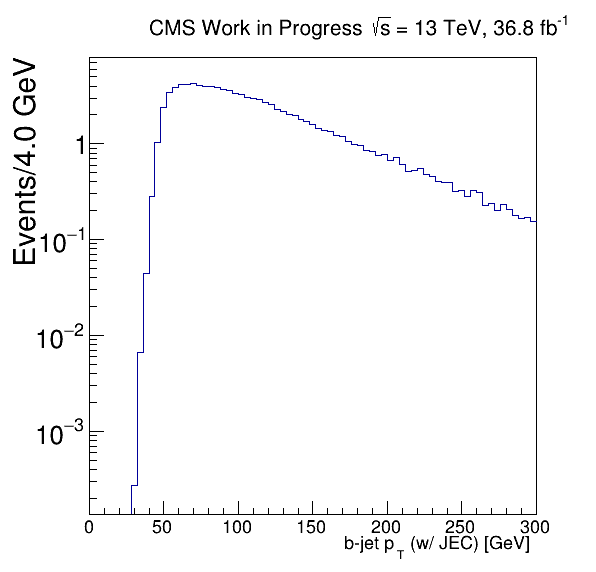 CMS Work in Progress √s = 13 TeV, 36.8 fb⁻¹
Events/4.0 GeV
1
10⁻¹
10⁻²
10⁻³
0 50 100 150 200 250 300
b-jet p_T (w/ JEC) [GeV]